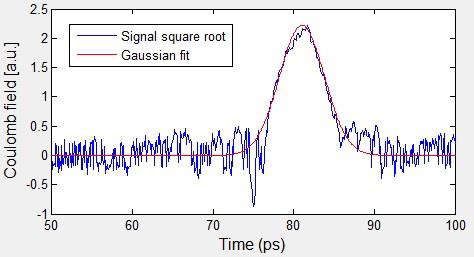 2.5
2
1.5
1
0.5
0
-0.5
-1
Coulomb field [a.u.]
Signal square root
Gaussian fit
50 60 70 80 90 100
Time (ps)